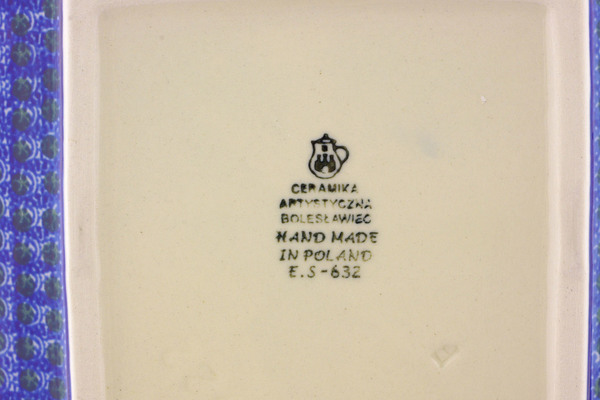 CERAMIKA
ARTYSTYCZNA
BOLESŁAWIEC
HAND MADE
IN POLAND
E.S-632